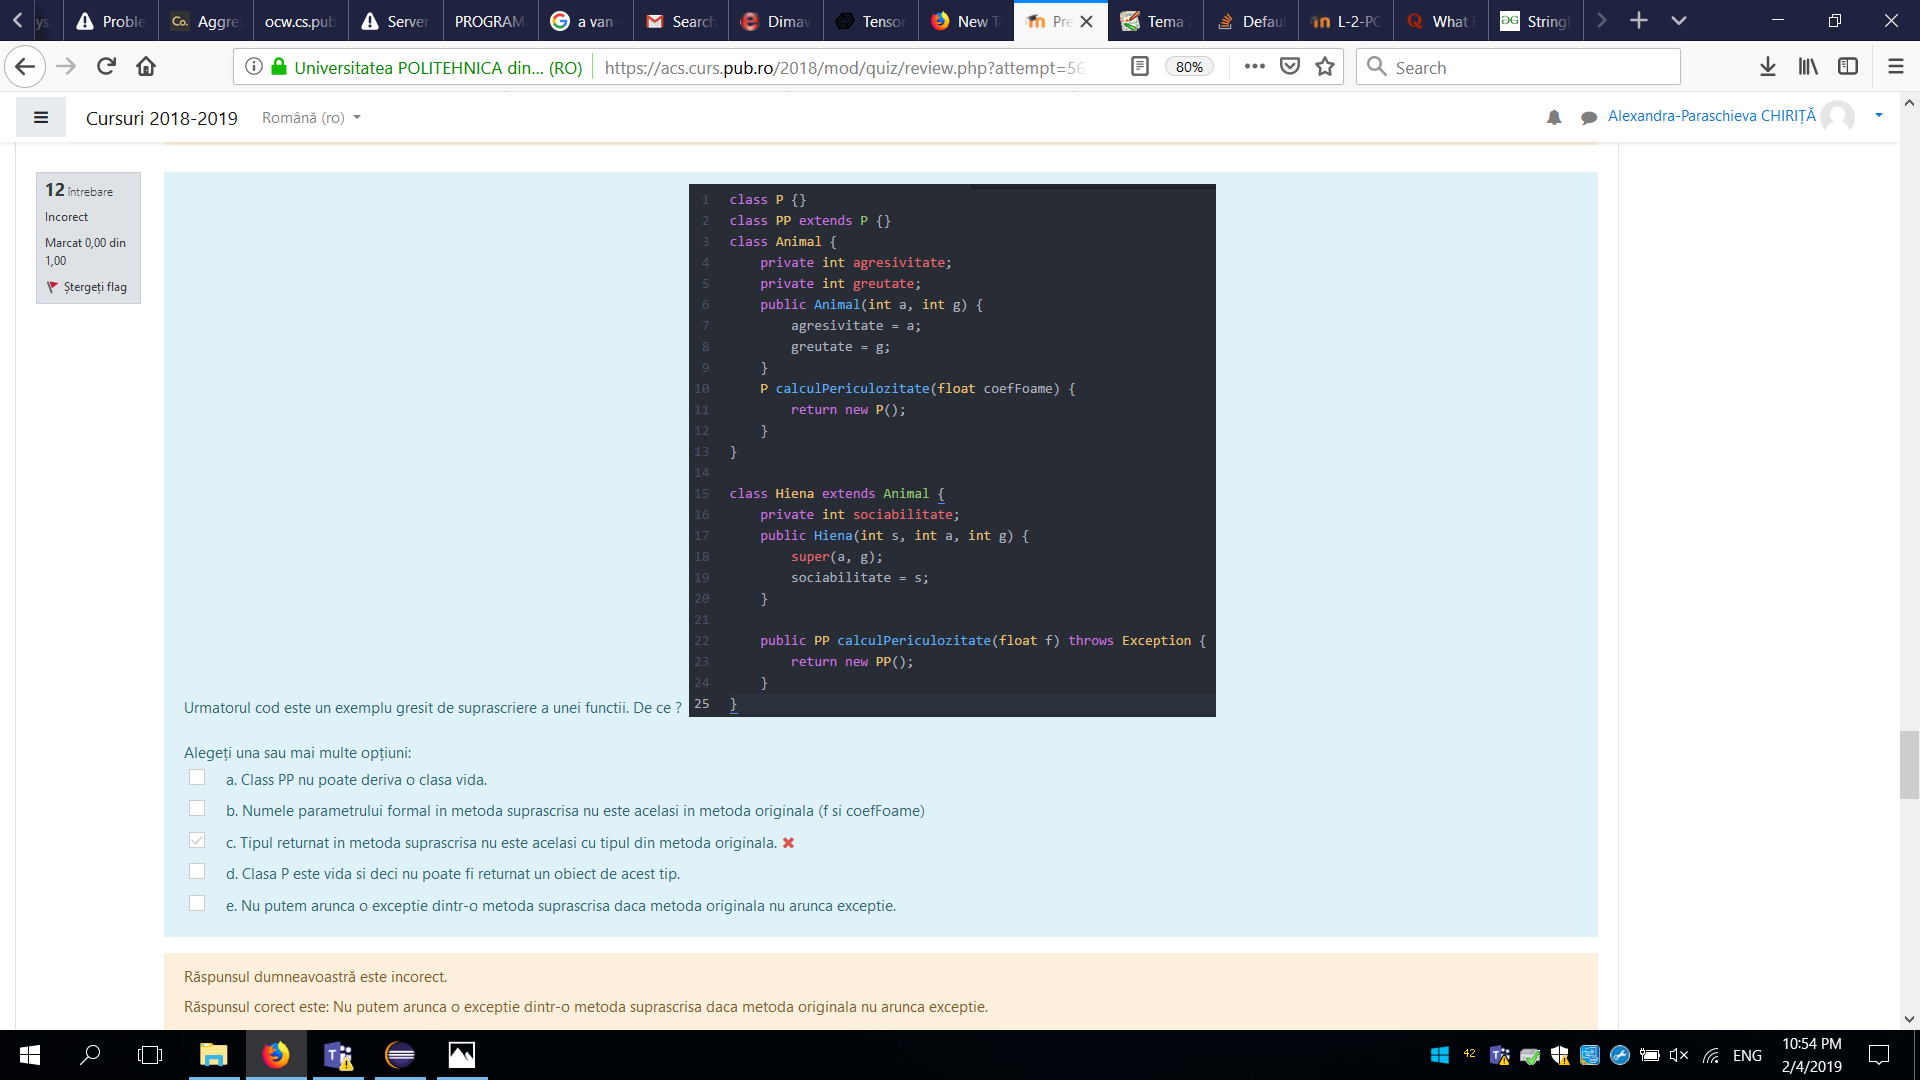 Proble
Co. Aggre
ocw.cs.pub
Server
PROGRAM
a van
Search
Dimav
Tensor
New T
Pre
Tema
Defau
L-2-PC
What i
String
Universitatea POLITEHNICA din... (RO)
https://acs.curs.pub.ro/2018/mod/quiz/review.php?attempt=56
80%
Search
Cursuri 2018-2019
Română (ro)
Alexandra-Paraschieva CHIRIȚĂ
12 întrebare
Incorect
Marcat 0,00 din
1,00
Ștergeți flag
1 class P {}
2 class PP extends P {}
3 class Animal {
4 private int agresivitate;
5 private int greutate;
6 public Animal(int a, int g) {
7 agresivitate = a;
8 greutate = g;
9 }
10 P calculPericulozitate(float coefFoame) {
11 return new P();
12 }
13 }
14
15 class Hiena extends Animal {
16 private int sociabilitate;
17 public Hiena(int s, int a, int g) {
18 super(a, g);
19 sociabilitate = s;
20 }
21
22 public PP calculPericulozitate(float f) throws Exception {
23 return new PP();
24 }
25 }
Urmatorul cod este un exemplu gresit de suprascriere a unei functii. De ce ?
Alegeți una sau mai multe opțiuni:
a. Class PP nu poate deriva o clasa vida.
b. Numele parametrului formal in metoda suprascrisa nu este acelasi in metoda originala (f si coefFoame)
c. Tipul returnat in metoda suprascrisa nu este acelasi cu tipul din metoda originala.
d. Clasa P este vida si deci nu poate fi returnat un obiect de acest tip.
e. Nu putem arunca o exceptie dintr-o metoda suprascrisa daca metoda originala nu arunca exceptie.
Răspunsul dumneavoastră este incorect.
Răspunsul corect este: Nu putem arunca o exceptie dintr-o metoda suprascrisa daca metoda originala nu arunca exceptie.
42
ENG
10:54 PM
2/4/2019